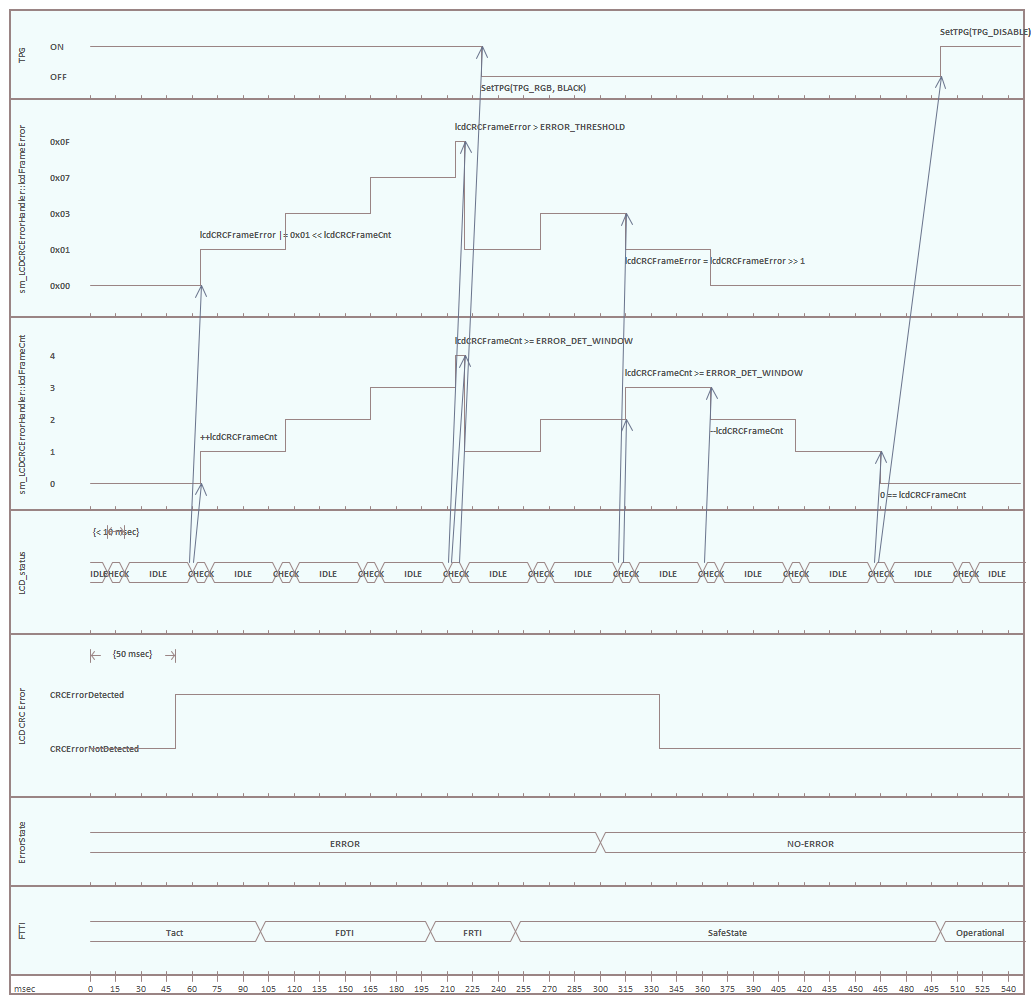 SetTPG(TPG_DISABLE)
TPG
ON
OFF
SetTPG(TPG_RGB, BLACK)
sm_LCDCRCErrorHandler::lcdFrameError
lcdCRCFrameError > ERROR_THRESHOLD
0x0F
0x07
0x03
lcdCRCFrameError |= 0x01 << lcdCRCFrameCnt
0x01
lcdCRCFrameError = lcdCRCFrameError >> 1
0x00
sm_LCDCRCErrorHandler::lcdFrameCnt
lcdCRCFrameCnt >= ERROR_DET_WINDOW
4
lcdCRCFrameCnt >= ERROR_DET_WINDOW
3
2
--lcdCRCFrameCnt
++lcdCRCFrameCnt
1
0
0 == lcdCRCFrameCnt
LCD_status
{< 10 msec}
IDLE CHECK IDLE CHECK IDLE CHECK IDLE CHECK IDLE CHECK IDLE CHECK IDLE CHECK IDLE CHECK IDLE CHECK IDLE CHECK IDLE CHECK IDLE
LCD CRC Error
{50 msec}
CRCErrorDetected
CRCErrorNotDetected
ErrorState
ERROR NO-ERROR
FTTI
Tact FDTI FRTI SafeState Operational
msec 0 15 30 45 60 75 90 105 120 135 150 165 180 195 210 225 240 255 270 285 300 315 330 345 360 375 390 405 420 435 450 465 480 495 510 525 540